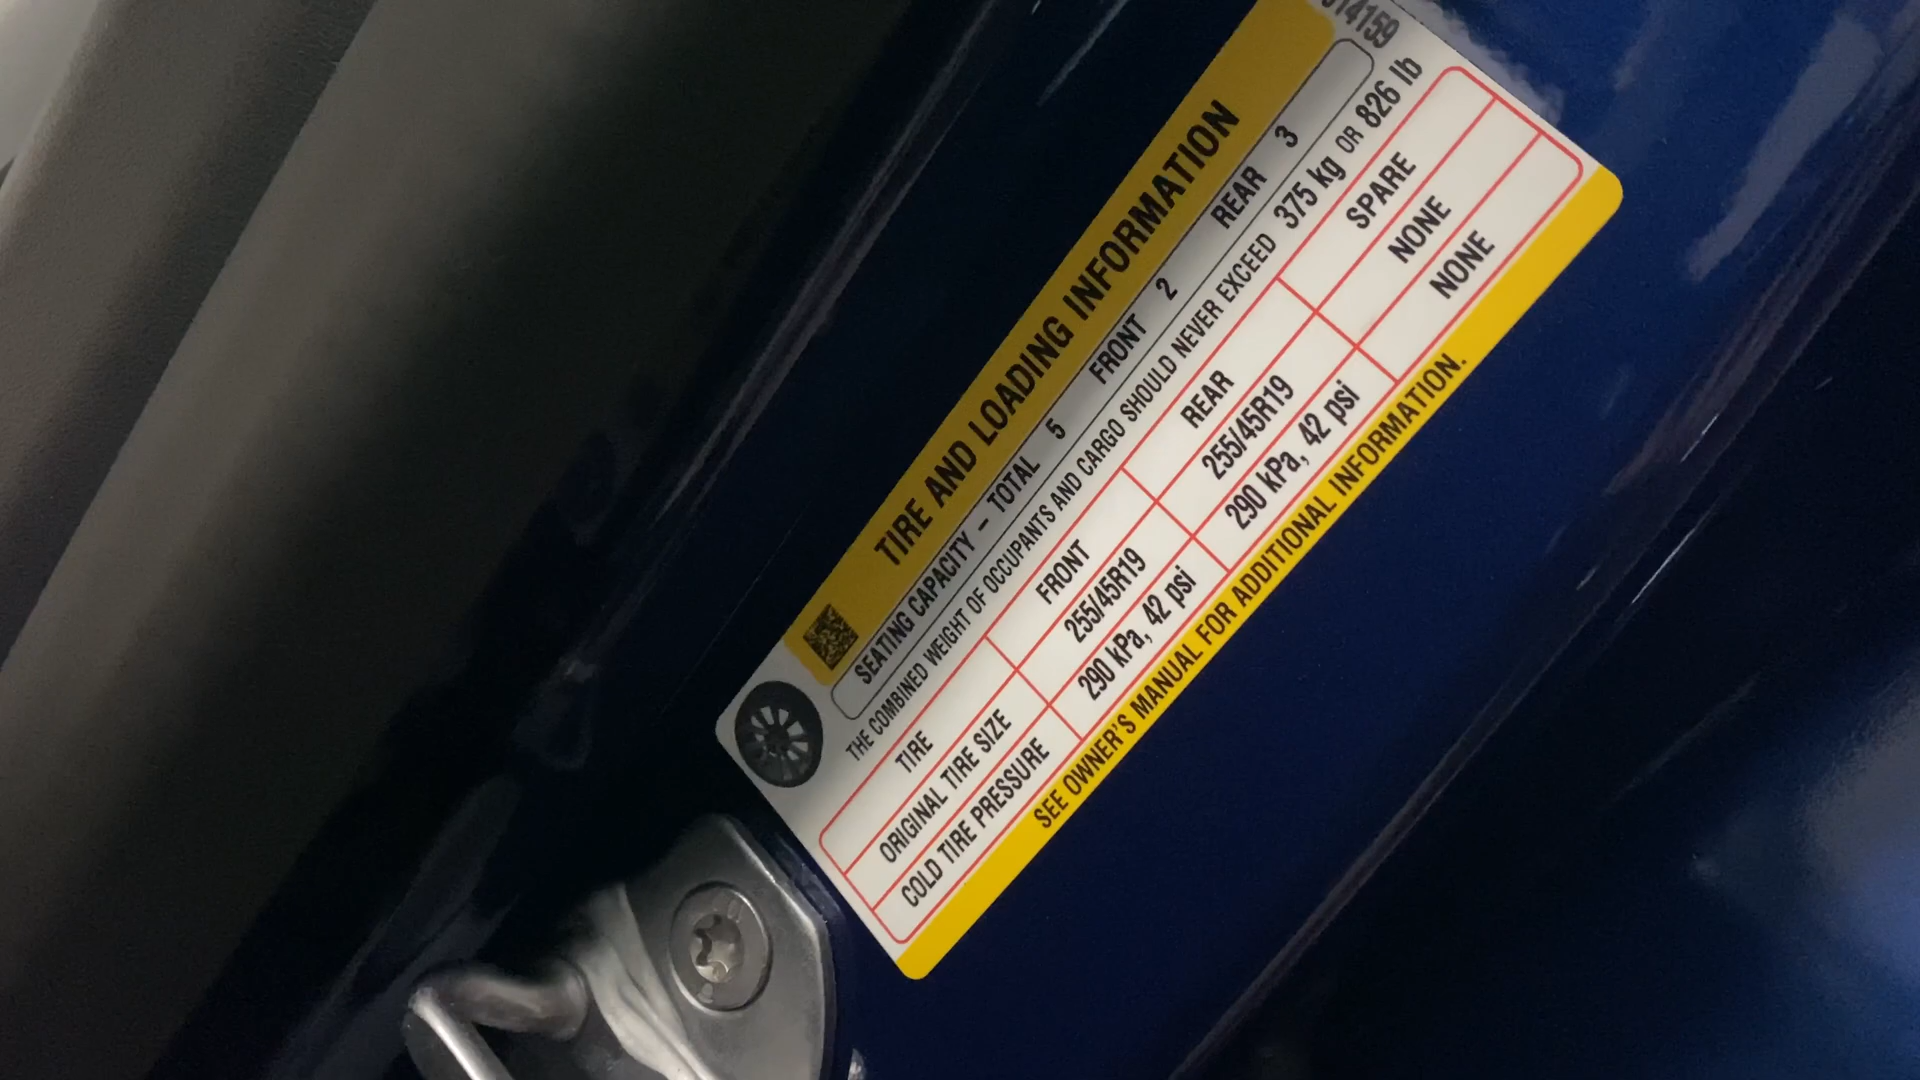 TIRE AND LOADING INFORMATION
SEATING CAPACITY - TOTAL 5 FRONT 2 REAR 3
THE COMBINED WEIGHT OF OCCUPANTS AND CARGO SHOULD NEVER EXCEED 375 kg OR 826 lb
TIRE FRONT REAR SPARE
ORIGINAL TIRE SIZE 255/45R19 255/45R19 NONE
COLD TIRE PRESSURE 290 kPa, 42 psi 290 kPa, 42 psi NONE
SEE OWNER'S MANUAL FOR ADDITIONAL INFORMATION.